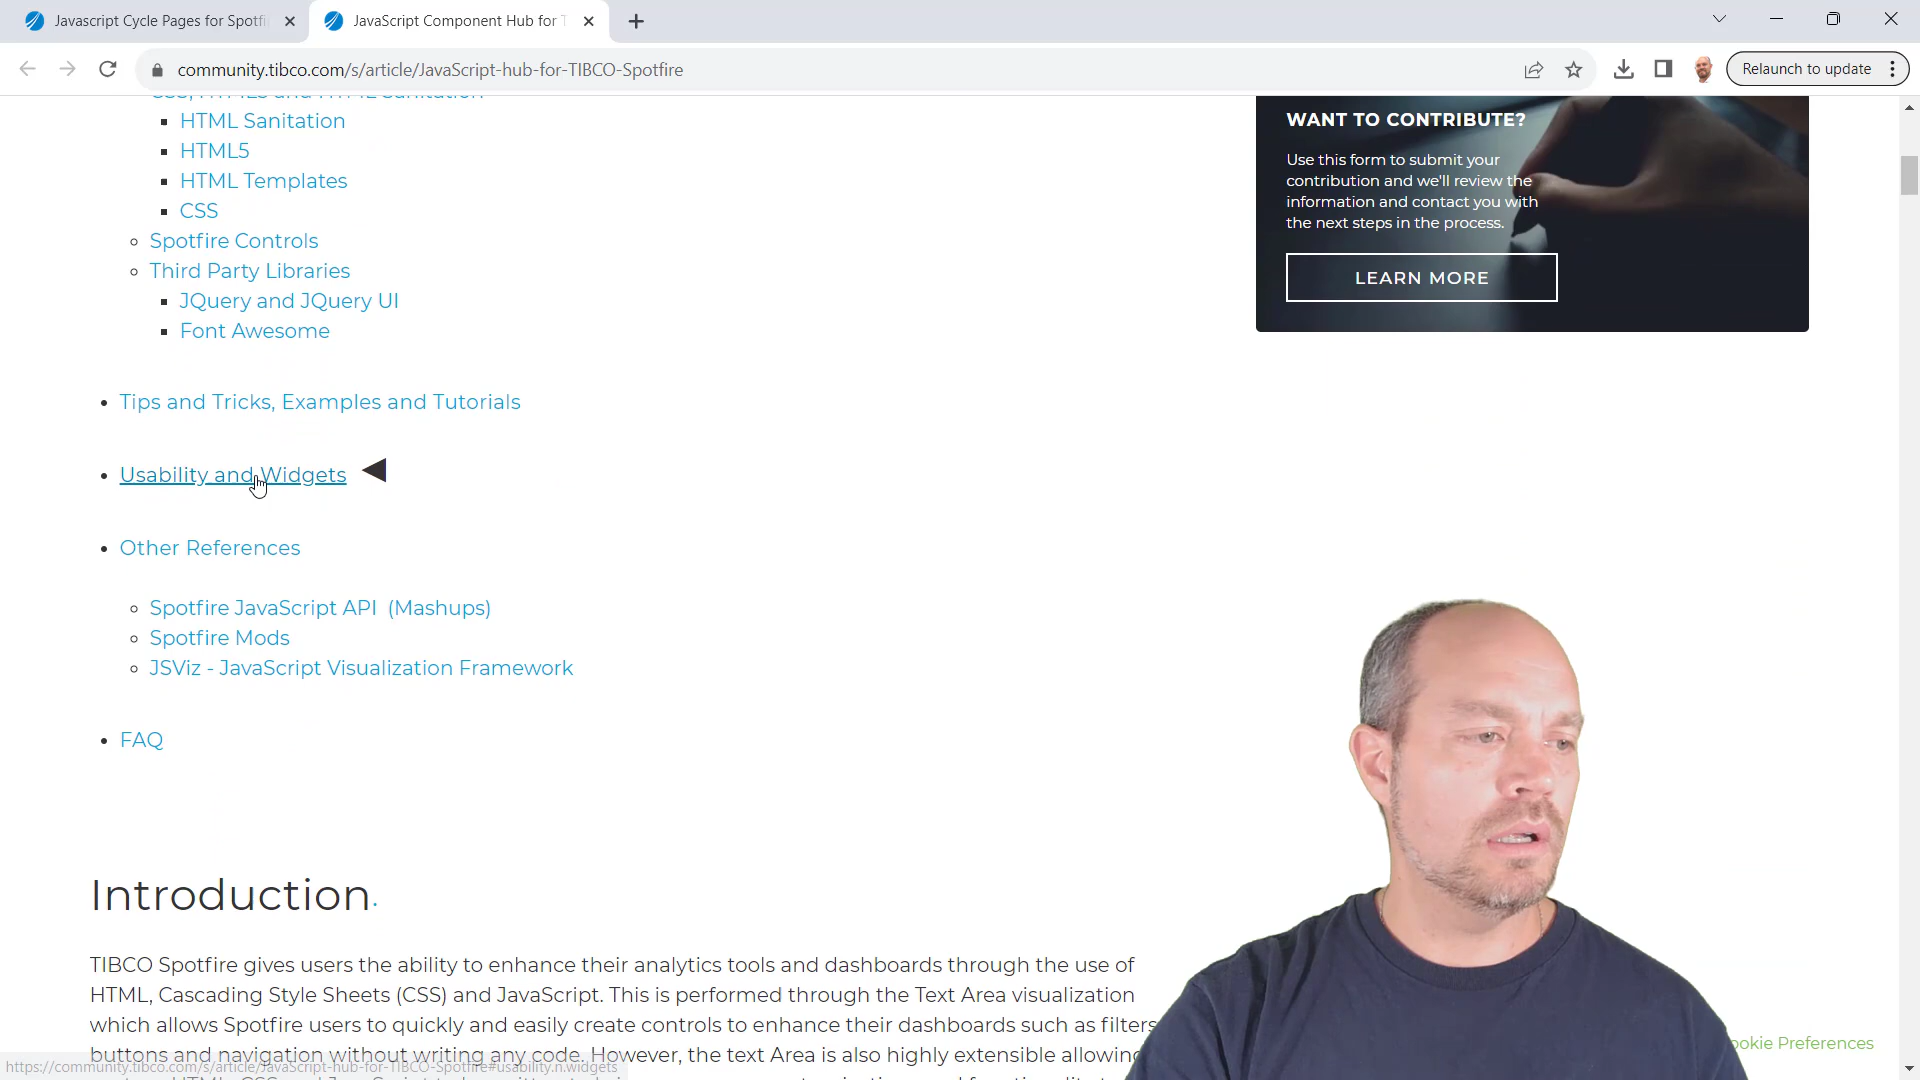 Javascript Cycle Pages for Spotfi
JavaScript Component Hub for T
community.tibco.com/s/article/JavaScript-hub-for-TIBCO-Spotfire
Relaunch to update
CSS, HTML5 and HTML Sanitation
HTML Sanitation
HTML5
HTML Templates
CSS
Spotfire Controls
Third Party Libraries
JQuery and JQuery UI
Font Awesome
Tips and Tricks, Examples and Tutorials
Usability and Widgets
Other References
Spotfire JavaScript API (Mashups)
Spotfire Mods
JSViz - JavaScript Visualization Framework
FAQ
WANT TO CONTRIBUTE?
Use this form to submit your
contribution and we'll review the
information and contact you with
the next steps in the process.
LEARN MORE
Introduction.
TIBCO Spotfire gives users the ability to enhance their analytics tools and dashboards through the use of
HTML, Cascading Style Sheets (CSS) and JavaScript. This is performed through the Text Area visualization
which allows Spotfire users to quickly and easily create controls to enhance their dashboards such as filters
buttons and navigation without writing any code. However, the text Area is also highly extensible allowing
https://community.tibco.com/s/article/JavaScript-hub-for-TIBCO-Spotfire#usability.n.widgets
ookie Preferences